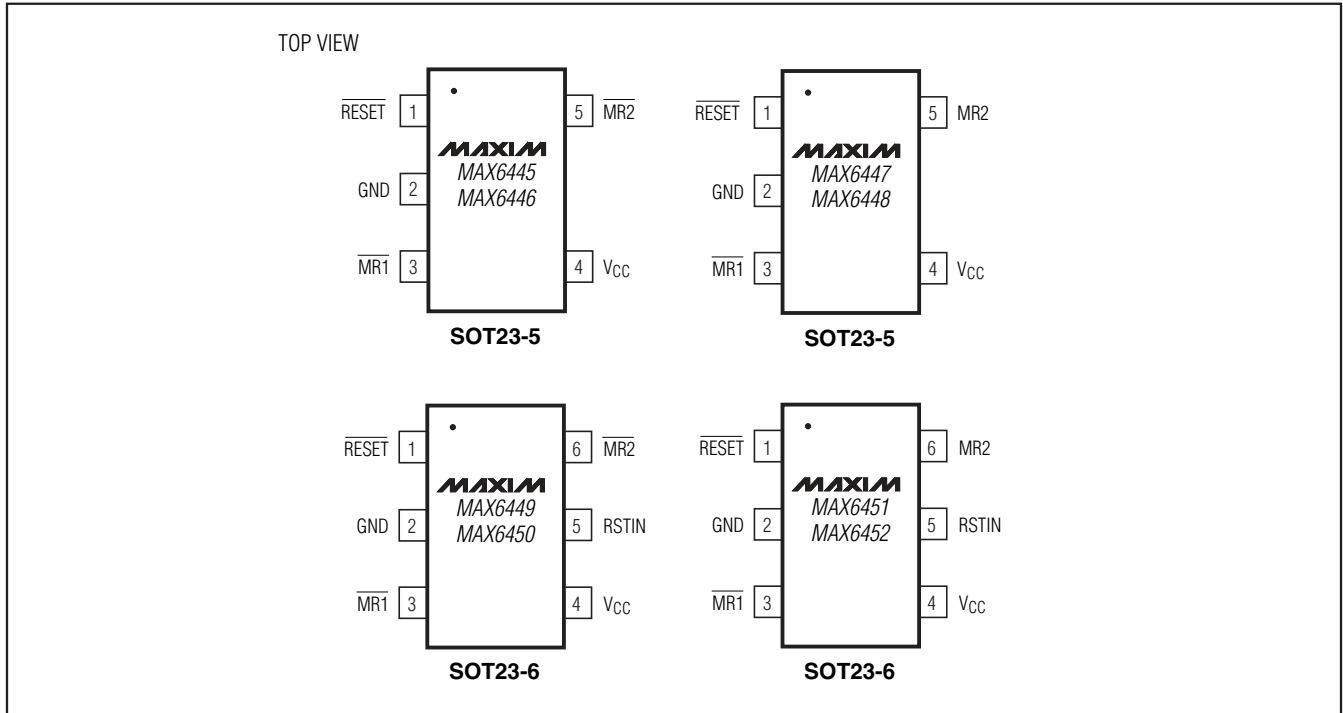 TOP VIEW
RESET 1
5 MR2
MAXIM
MAX6445
MAX6446
GND 2
MR1 3
4 VCC
SOT23-5
RESET 1
5 MR2
MAXIM
MAX6447
MAX6448
GND 2
MR1 3
4 VCC
SOT23-5
RESET 1
6 MR2
MAXIM
MAX6449
MAX6450
GND 2
5 RSTIN
MR1 3
4 VCC
SOT23-6
RESET 1
6 MR2
MAXIM
MAX6451
MAX6452
GND 2
5 RSTIN
MR1 3
4 VCC
SOT23-6